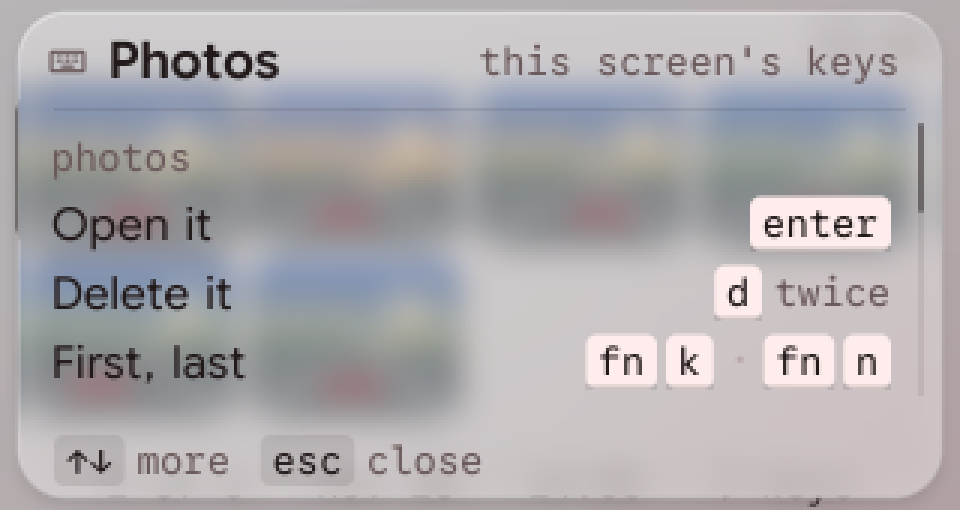 Photos this screen's keys
photos
Open it enter
Delete it d twice
First, last fn k · fn n
↑↓ more esc close